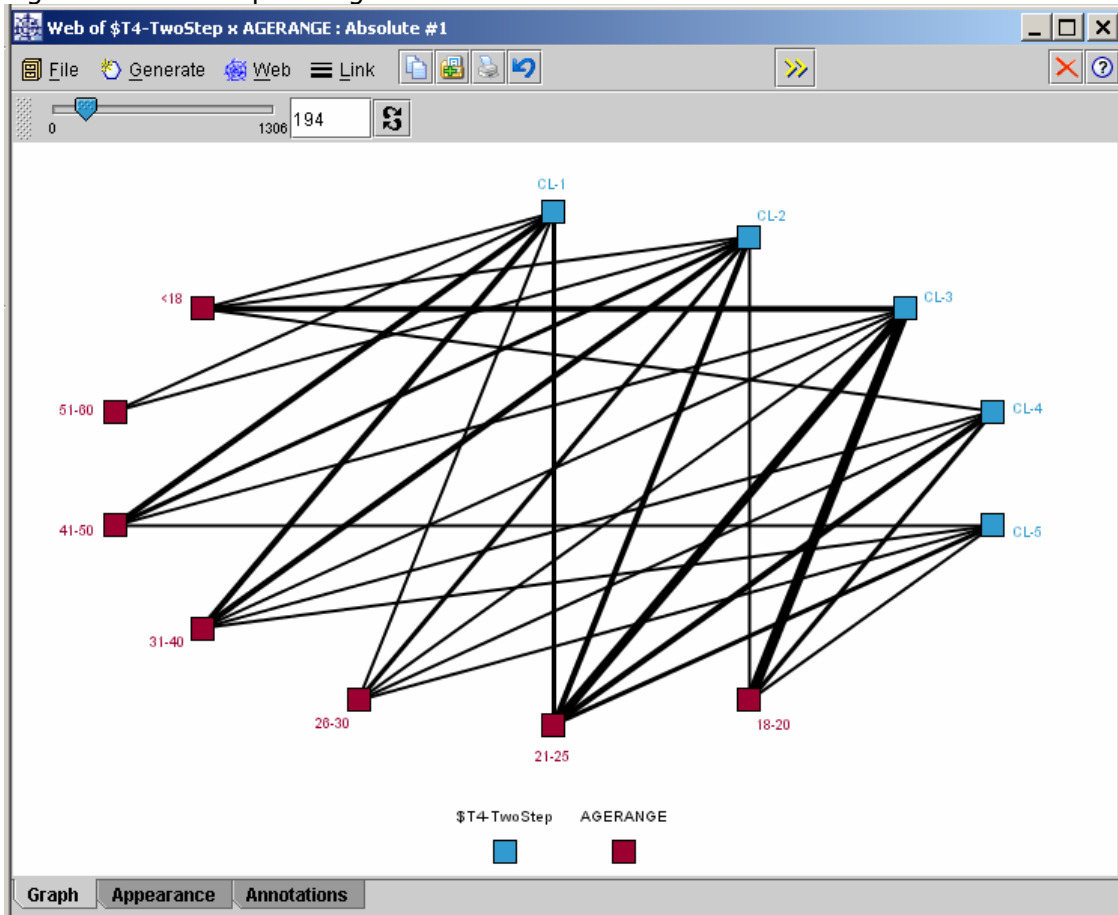 Web of $T4-TwoStep x AGERANGE : Absolute #1
File Generate Web Link
0 1306 194
CL-1
CL-2
<18 CL-3
51-60 CL-4
41-50 CL-5
31-40
26-30 18-20
21-25
$T4-TwoStep AGERANGE
Graph Appearance Annotations